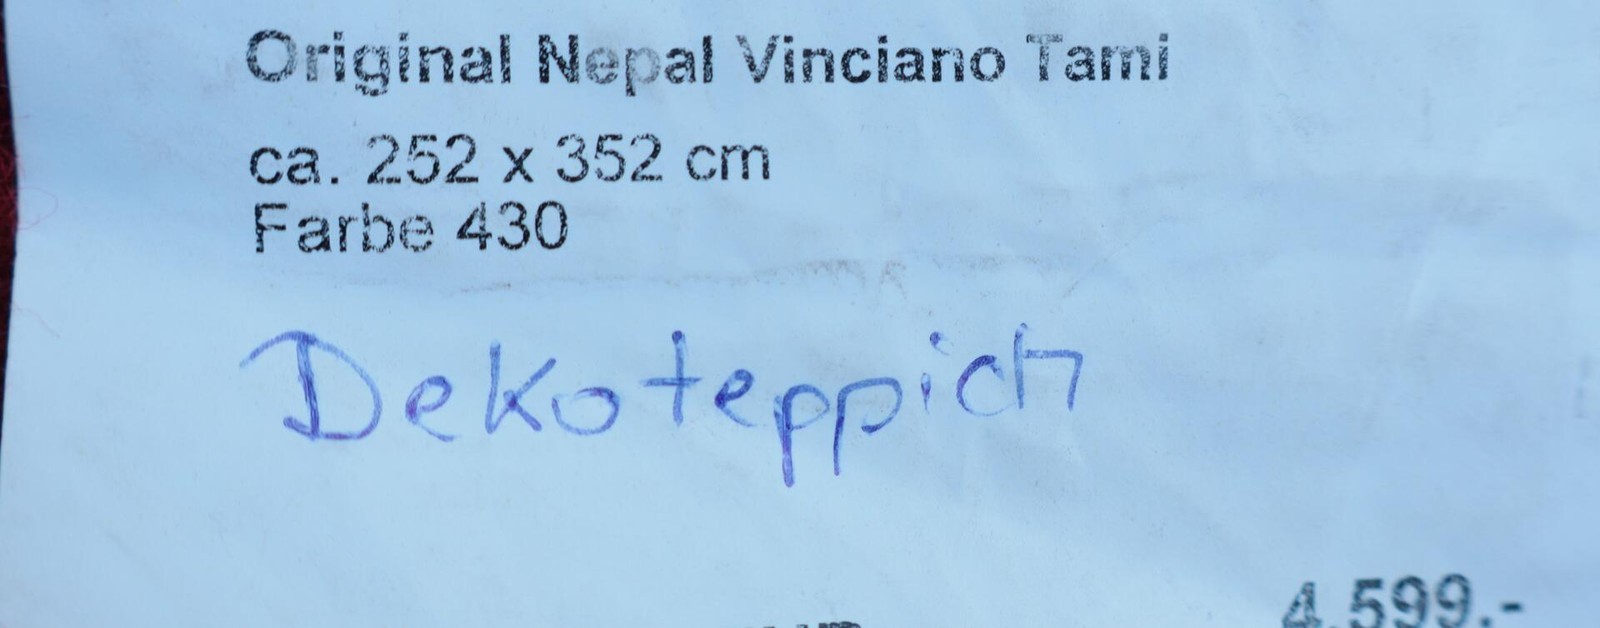 Original Nepal Vinciano Tami
ca. 252 x 352 cm
Farbe 430
Dekoteppich
4.599.-